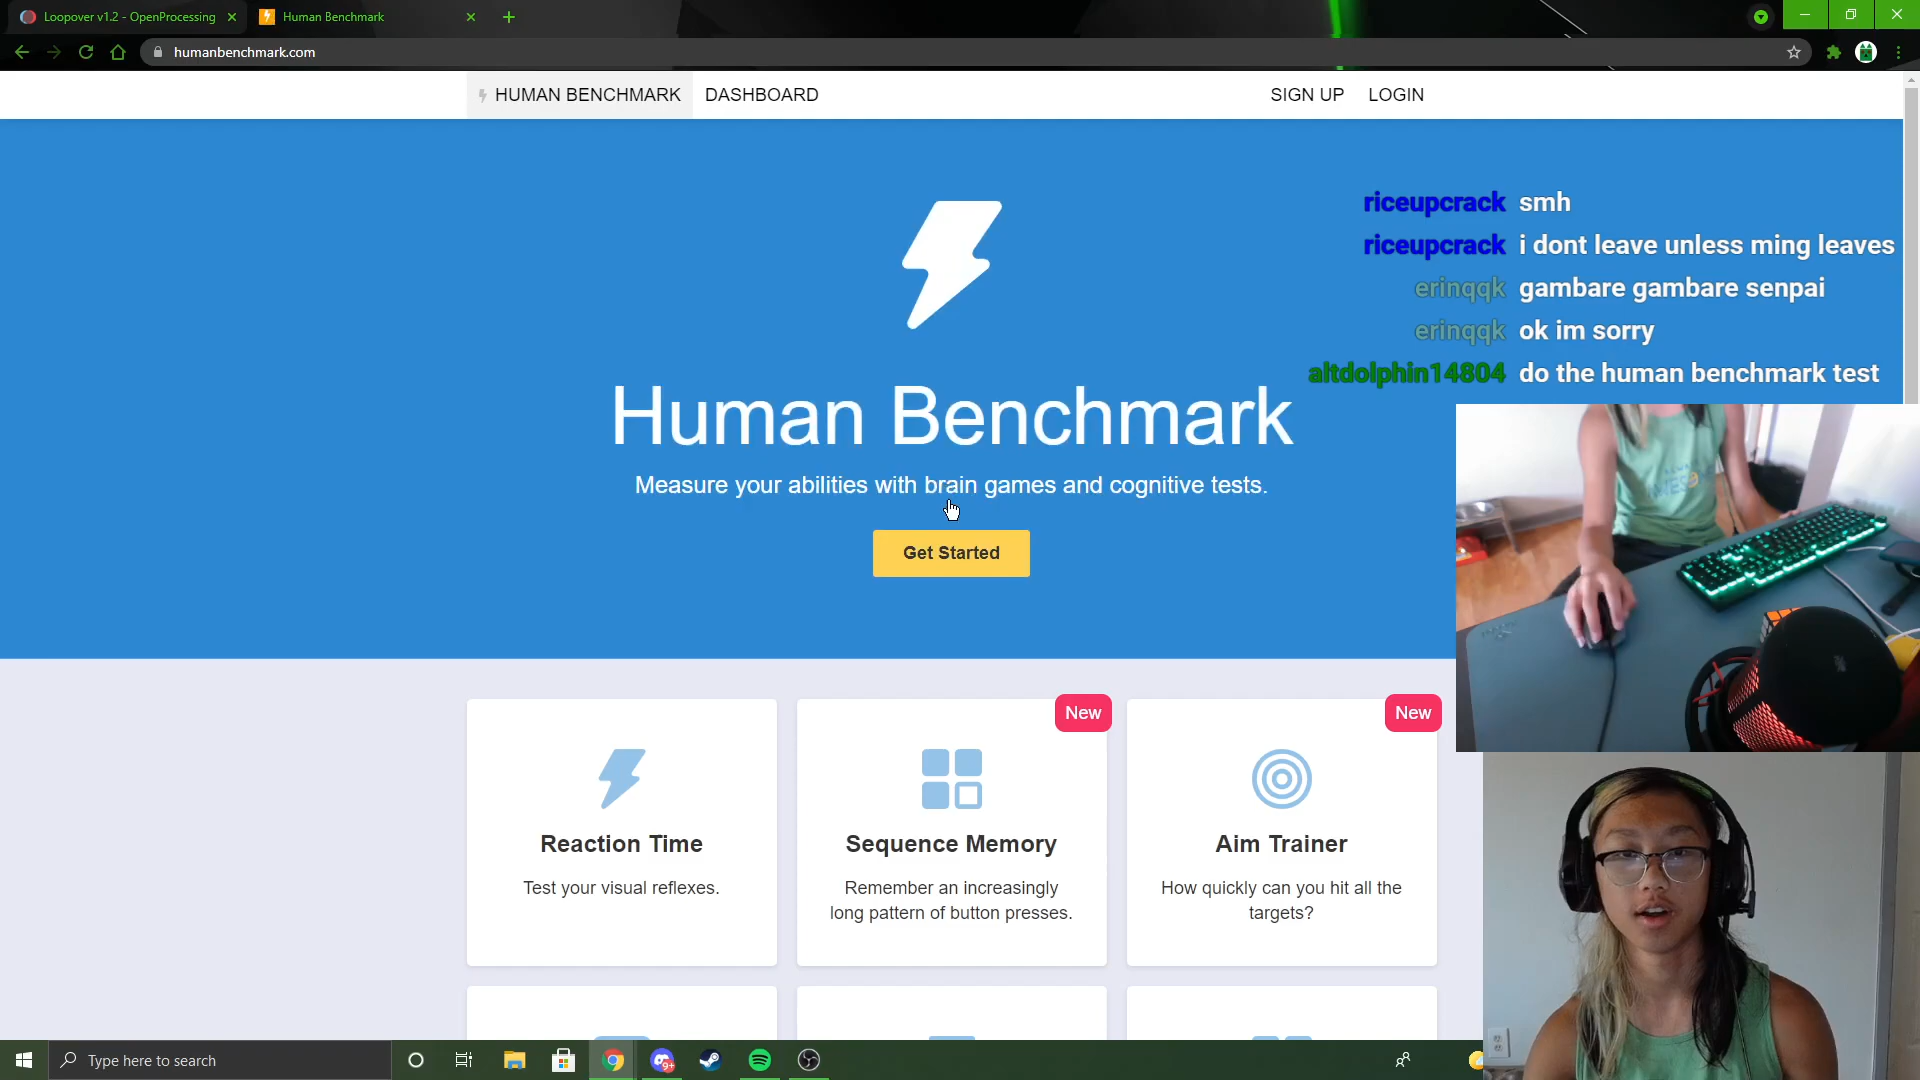 Loopover v1.2 - OpenProcessing
Human Benchmark
humanbenchmark.com
HUMAN BENCHMARK
DASHBOARD
SIGN UP
LOGIN
riceupcrack smh
riceupcrack i dont leave unless ming leaves
erinqqk gambare gambare senpai
erinqqk ok im sorry
altdolphin14804 do the human benchmark test
Human Benchmark
Measure your abilities with brain games and cognitive tests.
Get Started
New
New
Reaction Time
Test your visual reflexes.
Sequence Memory
Remember an increasingly
long pattern of button presses.
Aim Trainer
How quickly can you hit all the
targets?
Type here to search
9+